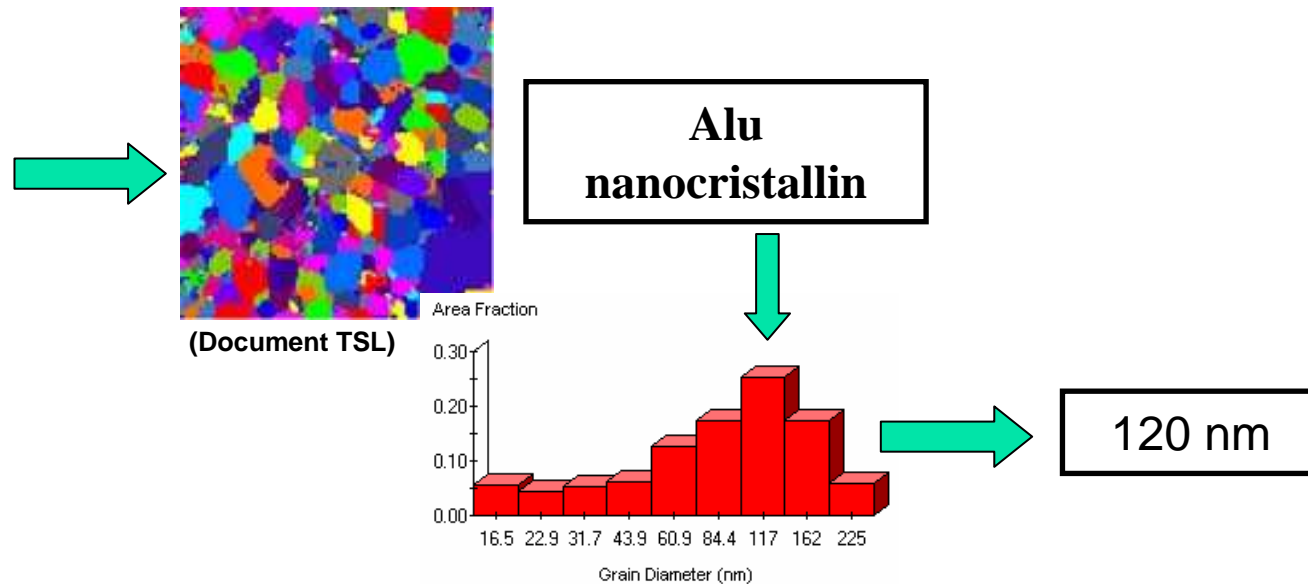 Alu
nanocristallin
(Document TSL)
Area Fraction
0.30
0.20
0.10
0.00
16.5 22.9 31.7 43.9 60.9 84.4 117 162 225
Grain Diameter (nm)
120 nm